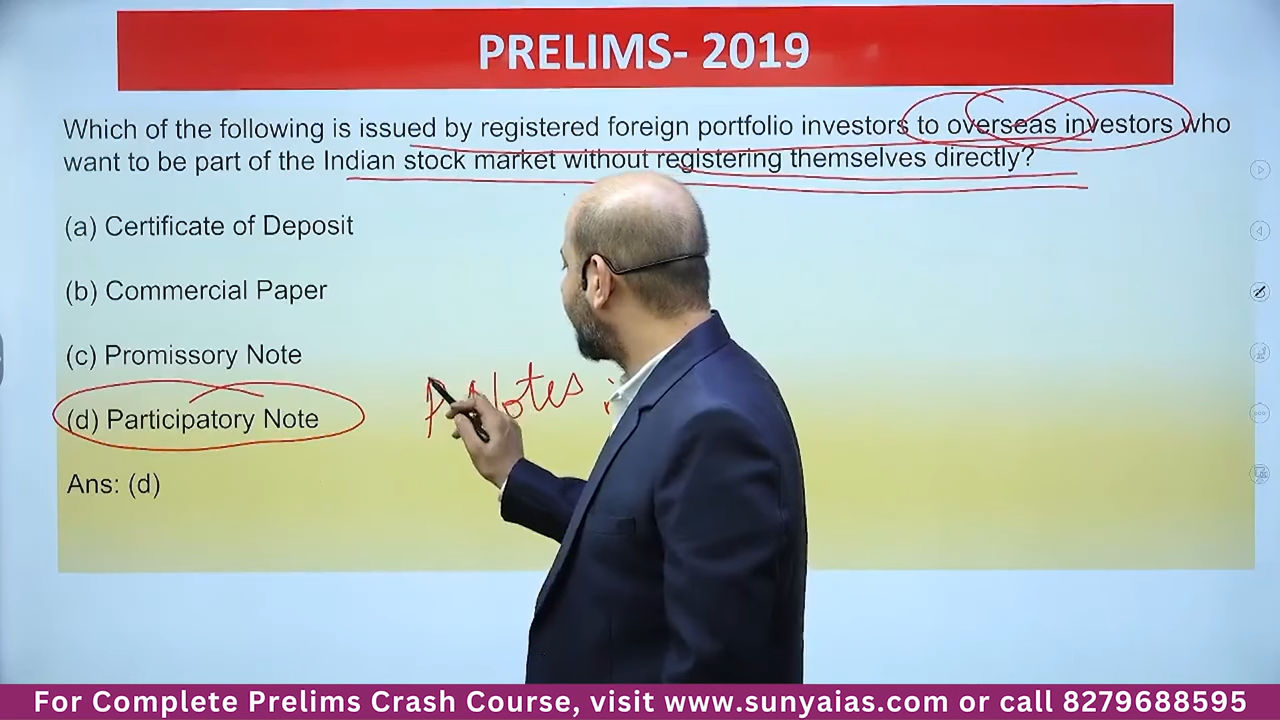 PRELIMS- 2019
Which of the following is issued by registered foreign portfolio investors to overseas investors who
want to be part of the Indian stock market without registering themselves directly?
(a) Certificate of Deposit
(b) Commercial Paper
(c) Promissory Note
(d) Participatory Note
P Notes :
Ans: (d)
For Complete Prelims Crash Course, visit www.sunyaias.com or call 8279688595